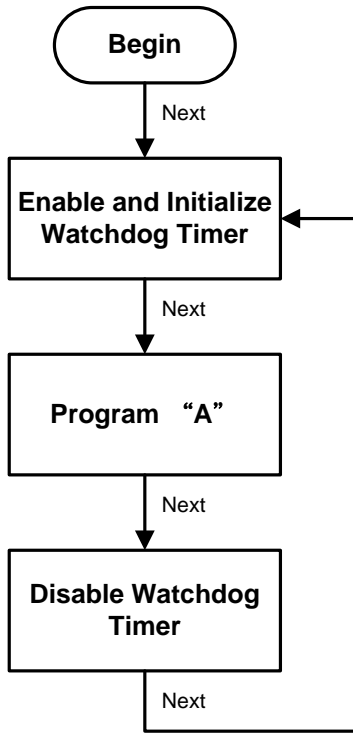 Begin
Next
Enable and Initialize
Watchdog Timer
Next
Program “A”
Next
Disable Watchdog
Timer
Next